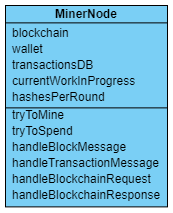 MinerNode
blockchain
wallet
transactionsDB
currentWorkInProgress
hashesPerRound
tryToMine
tryToSpend
handleBlockMessage
handleTransactionMessage
handleBlockchainRequest
handleBlockchainResponse